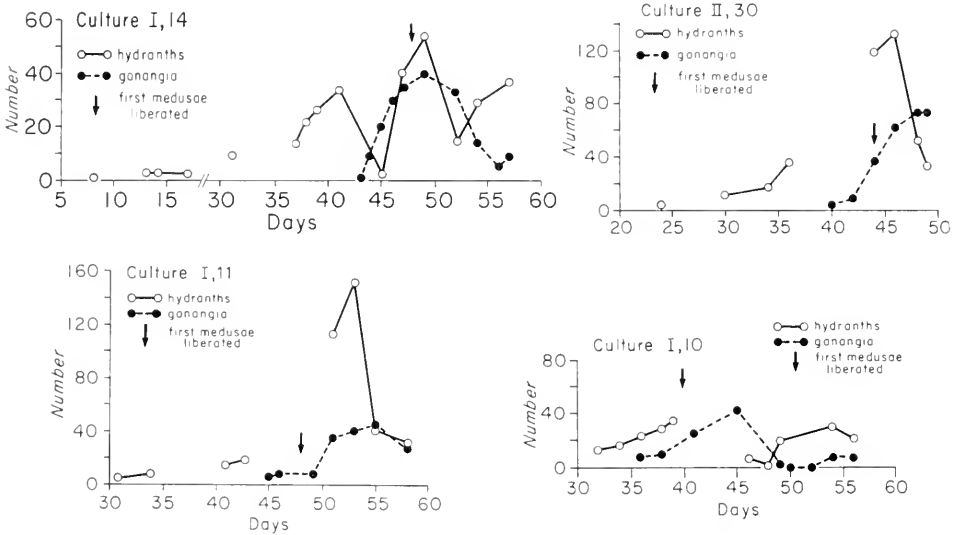 Culture I,14
hydranths
gonangia
first medusae
liberated
Number
60
40
20
0
5 10 15 30 35 40 45 50 55 60
Days
Culture II,30
hydranths
gonangia
first medusae
liberated
Number
120
80
40
0
20 25 30 35 40 45 50
Days
Culture I,11
hydranths
gonangia
first medusae
liberated
Number
160
120
80
40
0
30 35 40 45 50 55 60
Days
Culture I,10
hydranths
gonangia
first medusae
liberated
Number
80
40
0
30 35 40 45 50 55 60
Days